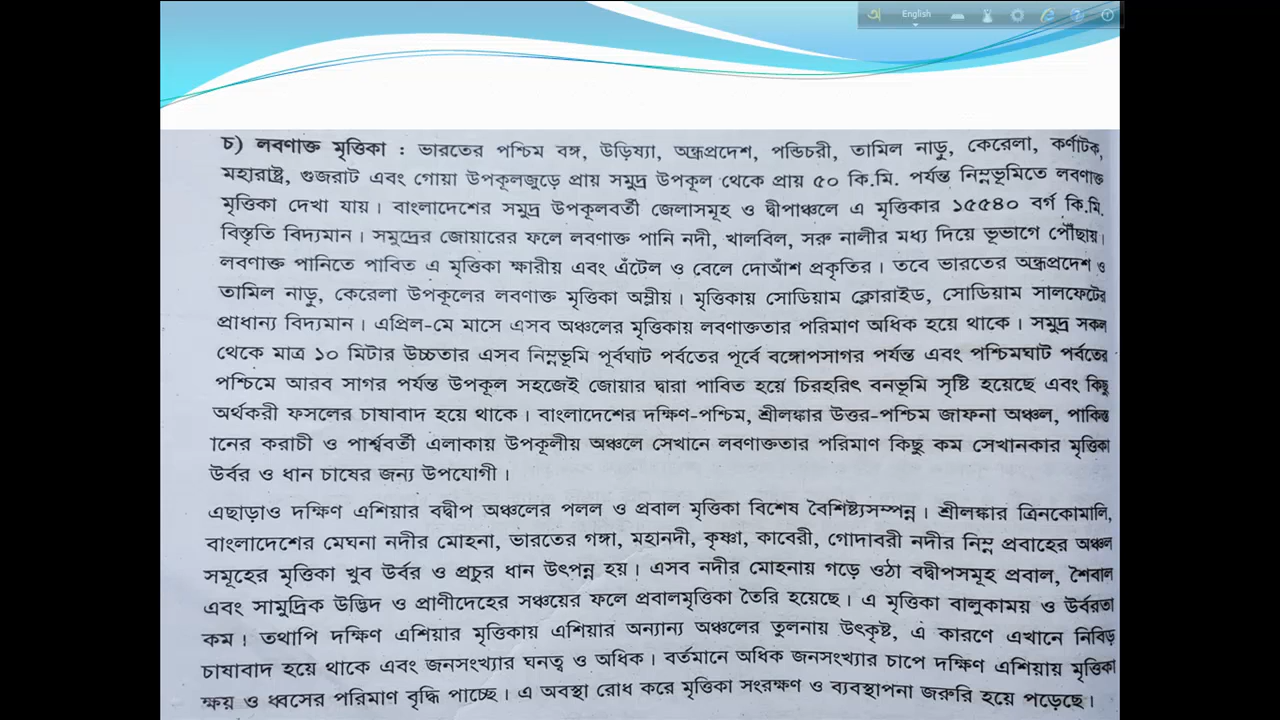 অ English
চ) লবণাক্ত মৃত্তিকা : ভারতের পশ্চিম বঙ্গ, উড়িষ্যা, অন্ধ্রপ্রদেশ, পন্ডিচরী, তামিল নাড়ু, কেরেলা, কর্ণাটক,
মহারাষ্ট্র, গুজরাট এবং গোয়া উপকূলজুড়ে প্রায় সমুদ্র উপকূল থেকে প্রায় ৫০ কি.মি. পর্যন্ত নিম্নভূমিতে লবণাক্ত
মৃত্তিকা দেখা যায়। বাংলাদেশের সমুদ্র উপকূলবর্তী জেলাসমূহ ও দ্বীপাঞ্চলে এ মৃত্তিকার ১৫৫৪০ বর্গ কি.মি.
বিস্তৃতি বিদ্যমান। সমুদ্রের জোয়ারের ফলে লবণাক্ত পানি নদী, খালবিল, সরু নালীর মধ্য দিয়ে ভূভাগে পৌঁছায়।
লবণাক্ত পানিতে পাবিত এ মৃত্তিকা ক্ষারীয় এবং এঁটেল ও বেলে দোআঁশ প্রকৃতির। তবে ভারতের অন্ধ্রপ্রদেশ ও
তামিল নাড়ু, কেরেলা উপকূলের লবণাক্ত মৃত্তিকা অম্লীয়। মৃত্তিকায় সোডিয়াম ক্লোরাইড, সোডিয়াম সালফেটের
প্রাধান্য বিদ্যমান। এপ্রিল-মে মাসে এসব অঞ্চলের মৃত্তিকায় লবণাক্ততার পরিমাণ অধিক হয়ে থাকে। সমুদ্র সকল
থেকে মাত্র ১০ মিটার উচ্চতার এসব নিম্নভূমি পূর্বঘাট পর্বতের পূর্বে বঙ্গোপসাগর পর্যন্ত এবং পশ্চিমঘাট পর্বতের
পশ্চিমে আরব সাগর পর্যন্ত উপকূল সহজেই জোয়ার দ্বারা পাবিত হয়ে চিরহরিৎ বনভূমি সৃষ্টি হয়েছে এবং কিছু
অর্থকরী ফসলের চাষাবাদ হয়ে থাকে। বাংলাদেশের দক্ষিণ-পশ্চিম, শ্রীলঙ্কার উত্তর-পশ্চিম জাফনা অঞ্চল, পাকিস্ত
ানের করাচী ও পার্শ্ববর্তী এলাকায় উপকূলীয় অঞ্চলে সেখানে লবণাক্ততার পরিমাণ কিছু কম সেখানকার মৃত্তিকা
উর্বর ও ধান চাষের জন্য উপযোগী।
এছাড়াও দক্ষিণ এশিয়ার বদ্বীপ অঞ্চলের পলল ও প্রবাল মৃত্তিকা বিশেষ বৈশিষ্ট্যসম্পন্ন। শ্রীলঙ্কার ত্রিনকোমালি,
বাংলাদেশের মেঘনা নদীর মোহনা, ভারতের গঙ্গা, মহানদী, কৃষ্ণা, কাবেরী, গোদাবরী নদীর নিম্ন প্রবাহের অঞ্চল
সমূহের মৃত্তিকা খুব উর্বর ও প্রচুর ধান উৎপন্ন হয়। এসব নদীর মোহনায় গড়ে ওঠা বদ্বীপসমূহ প্রবাল, শৈবাল
এবং সামুদ্রিক উদ্ভিদ ও প্রাণীদেহের সঞ্চয়ের ফলে প্রবালমৃত্তিকা তৈরি হয়েছে। এ মৃত্তিকা বালুকাময় ও উর্বরতা
কম। তথাপি দক্ষিণ এশিয়ার মৃত্তিকায় এশিয়ার অন্যান্য অঞ্চলের তুলনায় উৎকৃষ্ট, এ কারণে এখানে নিবিড়
চাষাবাদ হয়ে থাকে এবং জনসংখ্যার ঘনত্ব ও অধিক। বর্তমানে অধিক জনসংখ্যার চাপে দক্ষিণ এশিয়ায় মৃত্তিকা
ক্ষয় ও ধ্বসের পরিমাণ বৃদ্ধি পাচ্ছে। এ অবস্থা রোধ করে মৃত্তিকা সংরক্ষণ ও ব্যবস্থাপনা জরুরি হয়ে পড়েছে।